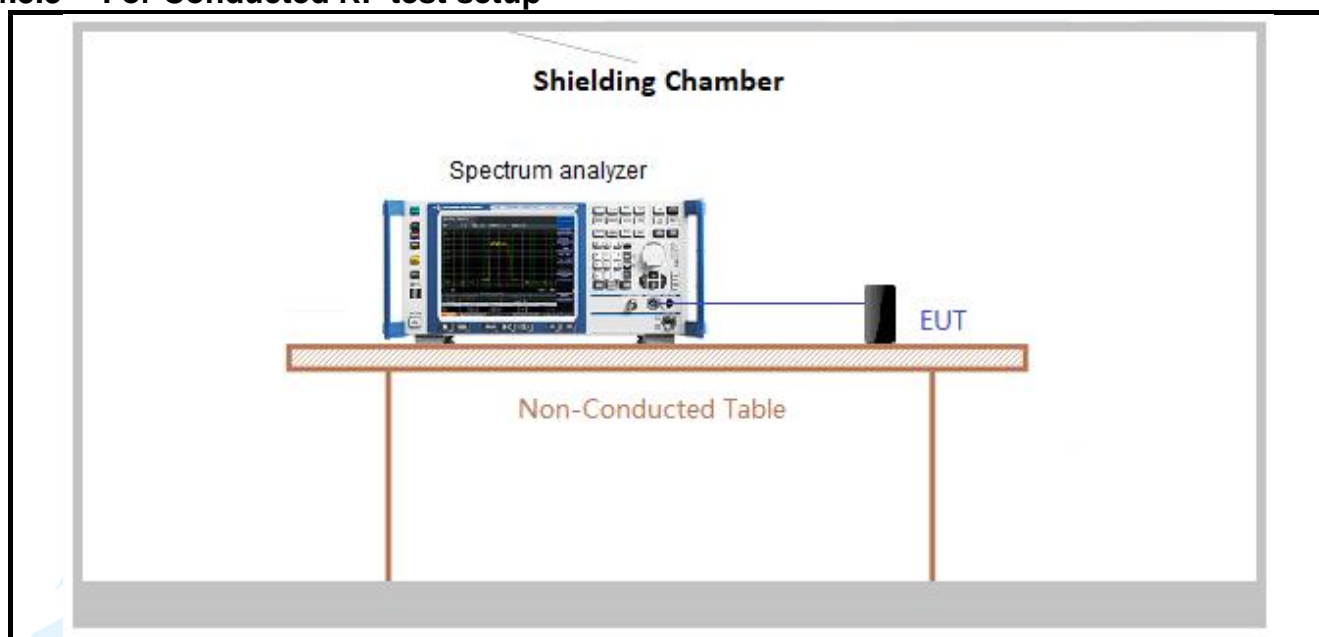 For Conducted RF test setup
Shielding Chamber
Spectrum analyzer
EUT
Non-Conducted Table